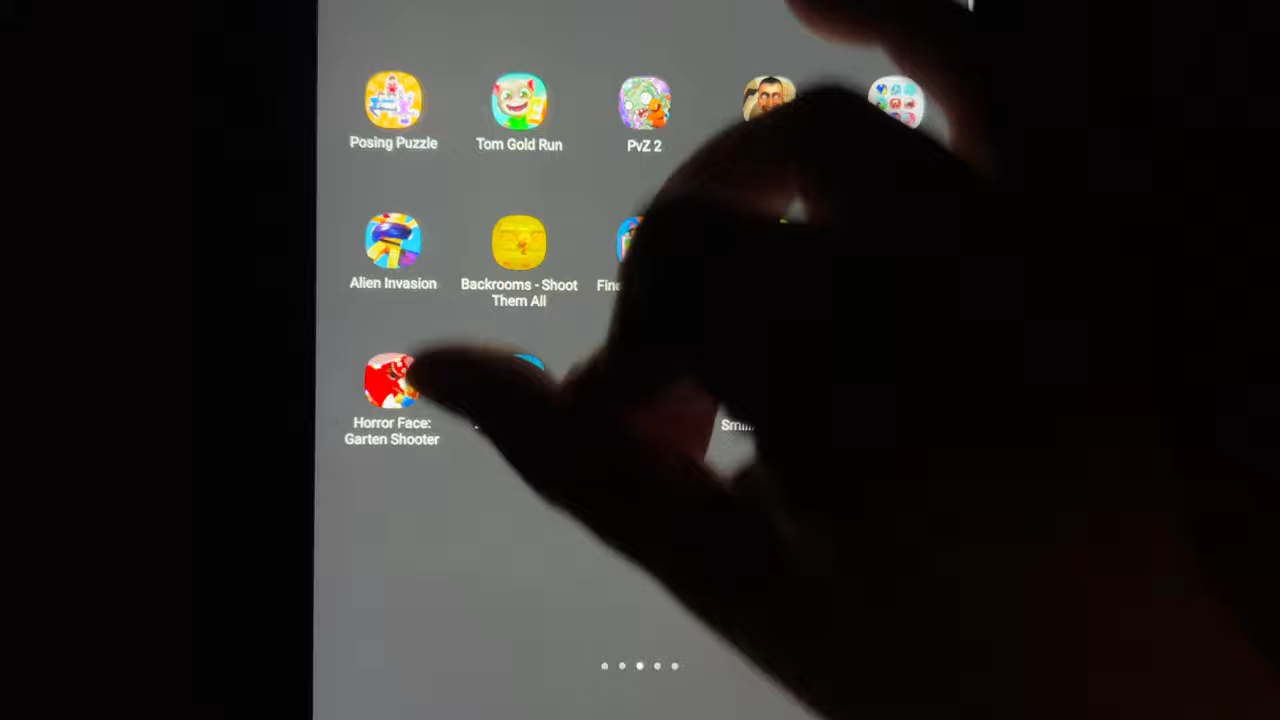 Posing Puzzle
Tom Gold Run
PvZ 2
Alien Invasion
Backrooms - Shoot
Them All
Horror Face:
Garten Shooter